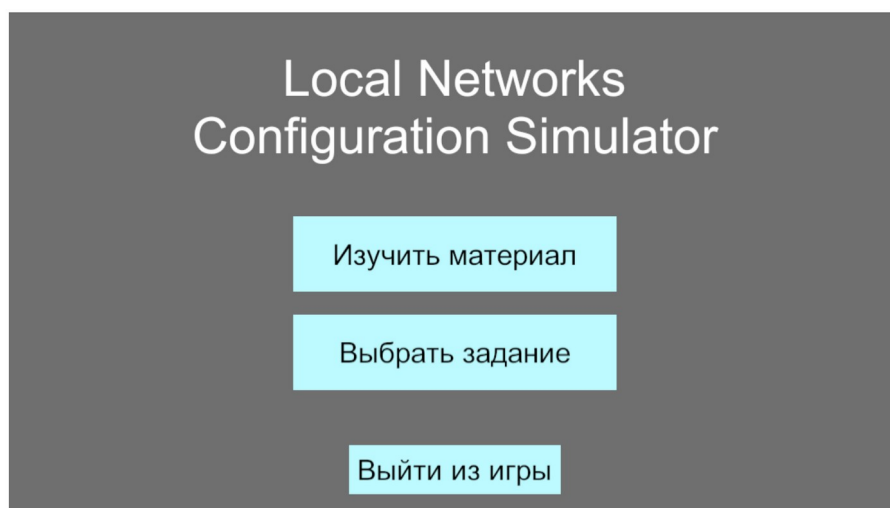 Local Networks
Configuration Simulator
Изучить материал
Выбрать задание
Выйти из игры